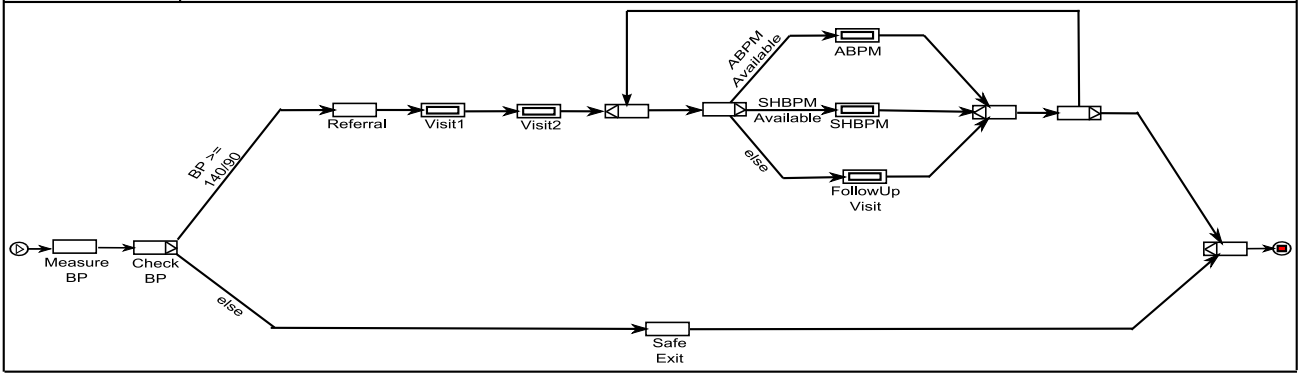 ABPM
Available
ABPM
BP >=
140/90
Referral
Visit1
Visit2
SHBPM
Available
SHBPM
else
FollowUp
Visit
Measure
BP
Check
BP
else
Safe
Exit